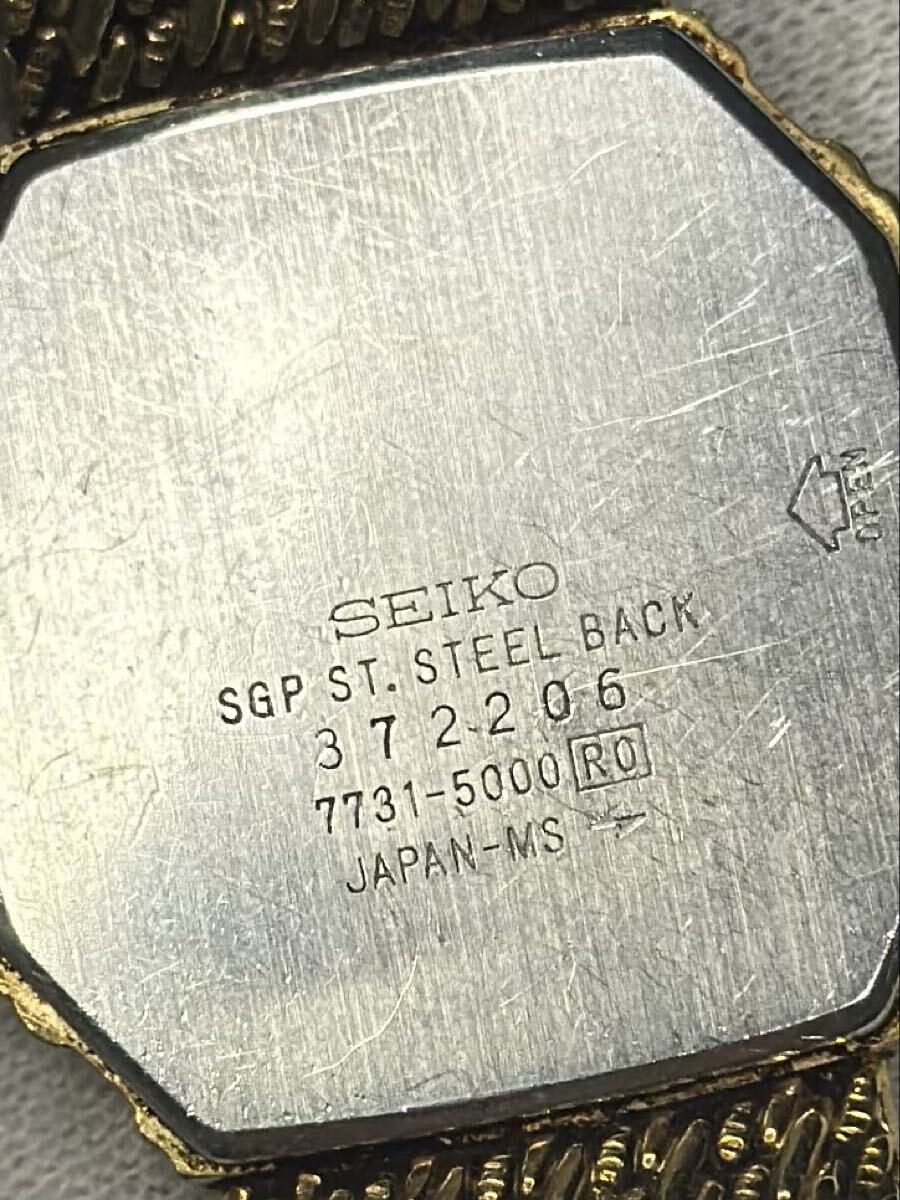 OPEN
SEIKO
SGP ST. STEEL BACK
372206
7731-5000 R0
JAPAN-MS